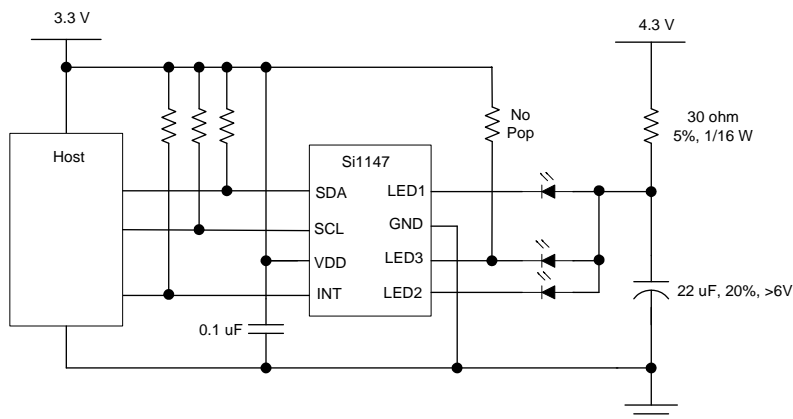 3.3 V
4.3 V
No
Pop
30 ohm
5%, 1/16 W
Host
Si1147
SDA
LED1
SCL
GND
VDD
LED3
INT
LED2
0.1 uF
22 uF, 20%, >6V